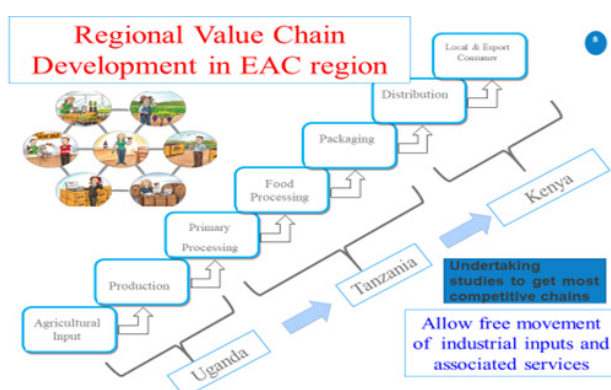 Regional Value Chain
Development in EAC region
8
Local & Export
Consumer
Distribution
Packaging
Food
Processing
Primary
Processing
Production
Agricultural
Input
Kenya
Tanzania
Uganda
Undertaking
studies to get most
competitive chains
Allow free movement
of industrial inputs and
associated services